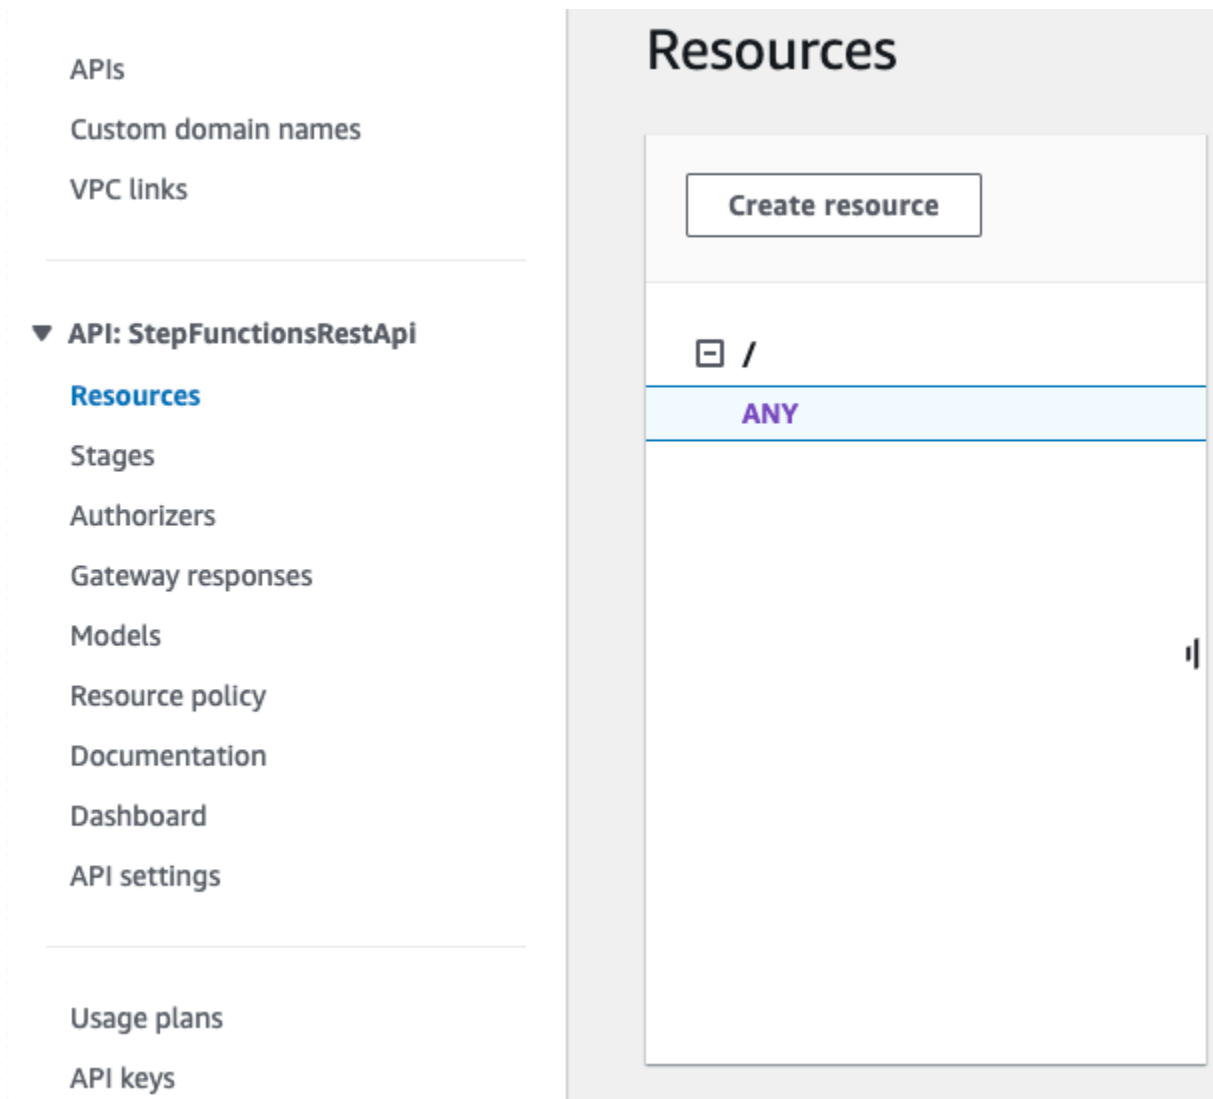 APIs
Custom domain names
VPC links
API: StepFunctionsRestApi
Resources
Stages
Authorizers
Gateway responses
Models
Resource policy
Documentation
Dashboard
API settings
Usage plans
API keys
Resources
Create resource
/
ANY